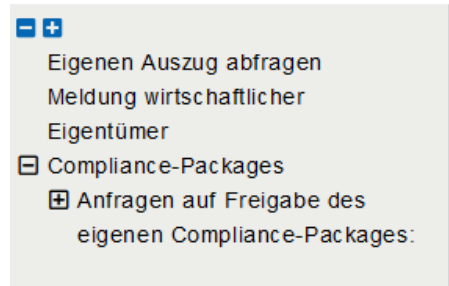 Eigenen Auszug abfragen
Meldung wirtschaftlicher
Eigentümer
Compliance-Packages
Anfragen auf Freigabe des
eigenen Compliance-Packages: